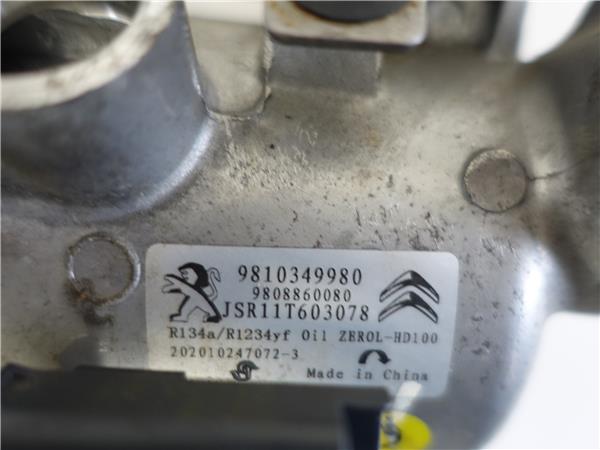 9810349980
9808860080
JSR11T603078
R134a/R1234yf Oil ZEROL-HD100
202010247072-3
Made in China